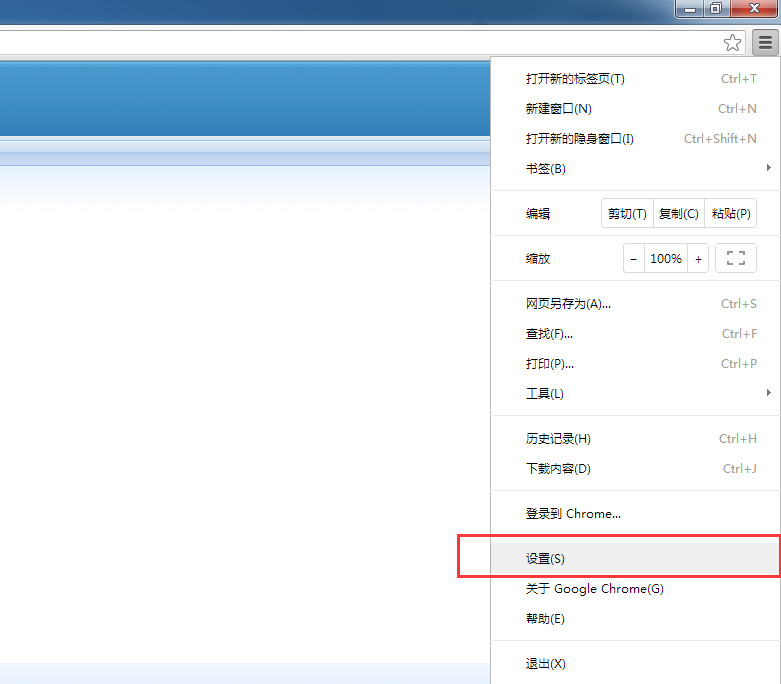 打开新的标签页(T) Ctrl+T
新建窗口(N) Ctrl+N
打开新的隐身窗口(I) Ctrl+Shift+N
书签(B)
编辑 剪切(T) 复制(C) 粘贴(P)
缩放 - 100% +
网页另存为(A)... Ctrl+S
查找(F)... Ctrl+F
打印(P)... Ctrl+P
工具(L)
历史记录(H) Ctrl+H
下载内容(D) Ctrl+J
登录到 Chrome...
设置(S)
关于 Google Chrome(G)
帮助(E)
退出(X)